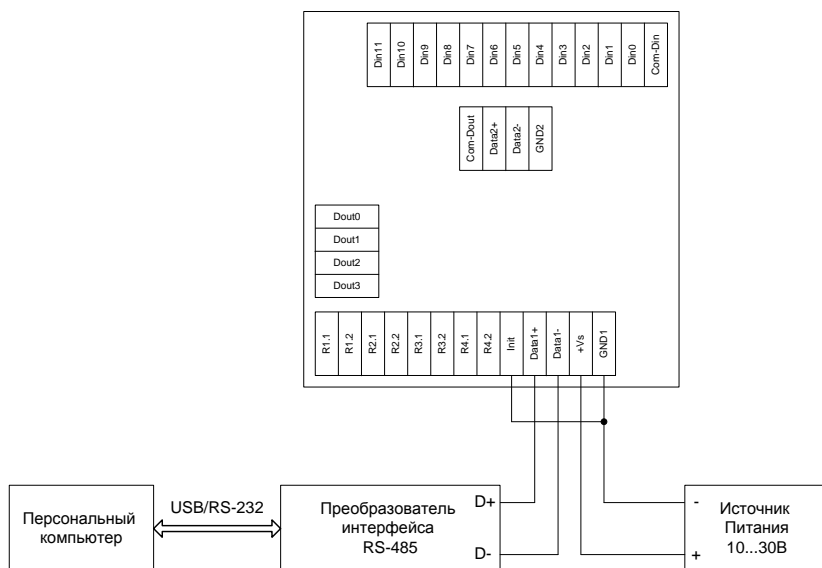 Din11
Din10
Din9
Din8
Din7
Din6
Din5
Din4
Din3
Din2
Din1
Din0
Com-Din
Com-Dout
Data2+
Data2-
GND2
Dout0
Dout1
Dout2
Dout3
R1.1
R1.2
R2.1
R2.2
R3.1
R3.2
R4.1
R4.2
Init
Data1+
Data1-
+Vs
GND1
Персональный
компьютер
USB/RS-232
Преобразователь
интерфейса
RS-485
D+
D-
-
+
Источник
Питания
10...30В